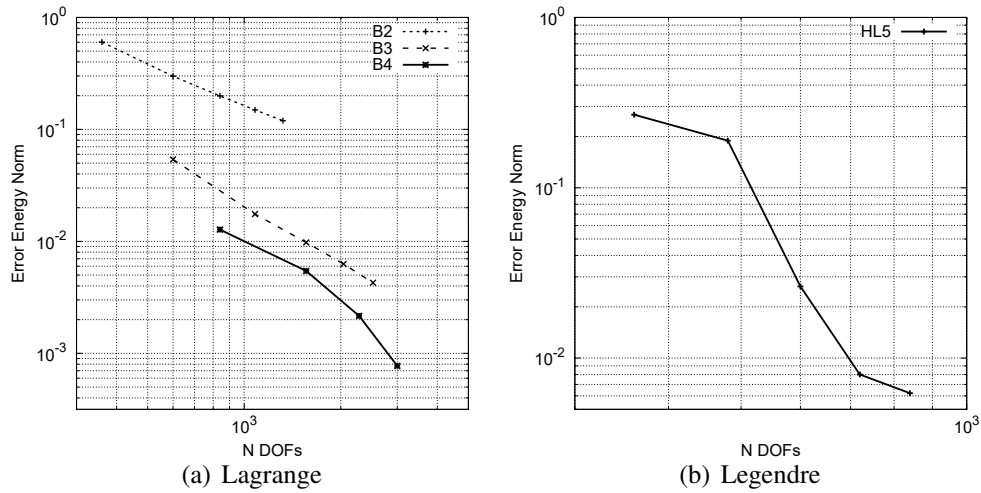 10^0
10^-1
10^-2
10^-3
Error Energy Norm
B2
B3
B4
10^3
N DOFs
(a) Lagrange
10^0
10^-1
10^-2
Error Energy Norm
HL5
10^3
N DOFs
(b) Legendre